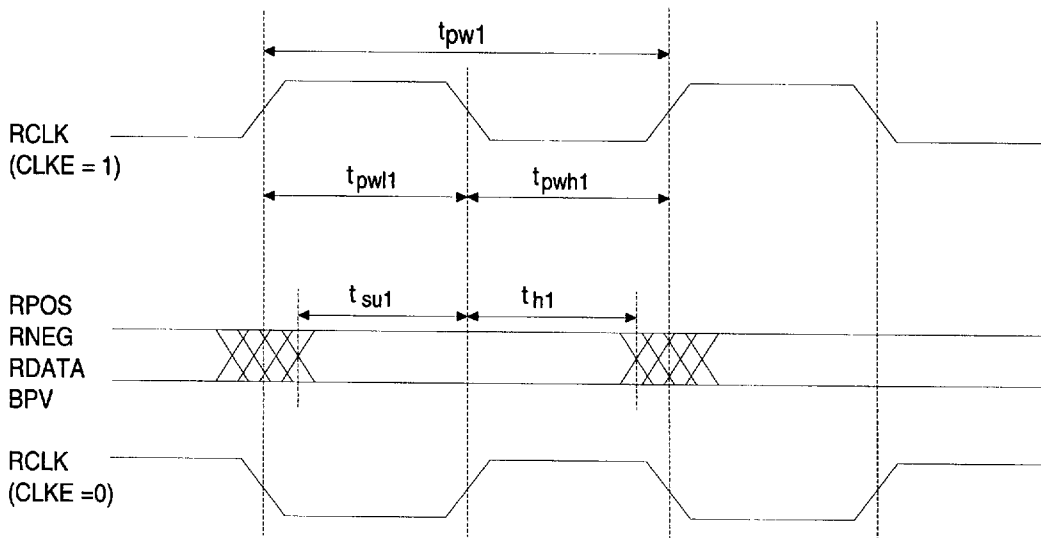 tpw1
RCLK
(CLKE = 1)
tpwl1
tpwh1
RPOS
RNEG
RDATA
BPV
tsu1
th1
RCLK
(CLKE =0)